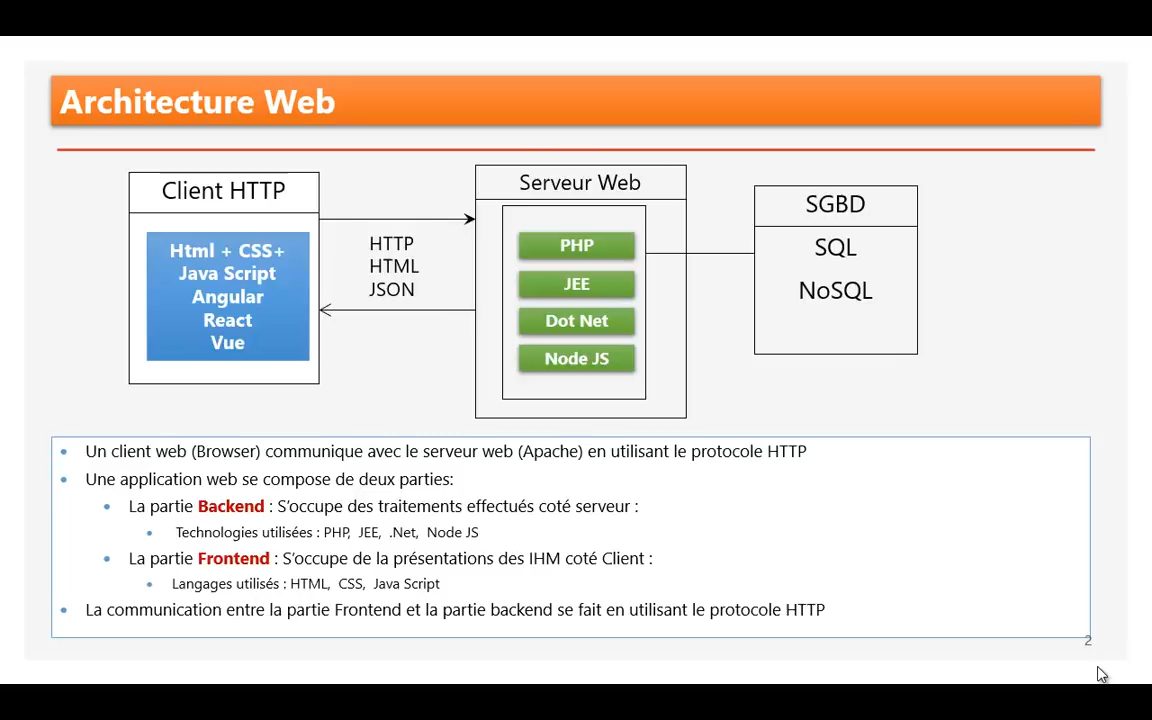 Architecture Web
Client HTTP
Html + CSS+
Java Script
Angular
React
Vue
HTTP
HTML
JSON
Serveur Web
PHP
JEE
Dot Net
Node JS
SGBD
SQL
NoSQL
Un client web (Browser) communique avec le serveur web (Apache) en utilisant le protocole HTTP
Une application web se compose de deux parties:
La partie Backend : S’occupe des traitements effectués coté serveur :
Technologies utilisées : PHP, JEE, .Net, Node JS
La partie Frontend : S’occupe de la présentations des IHM coté Client :
Langages utilisés : HTML, CSS, Java Script
La communication entre la partie Frontend et la partie backend se fait en utilisant le protocole HTTP
2